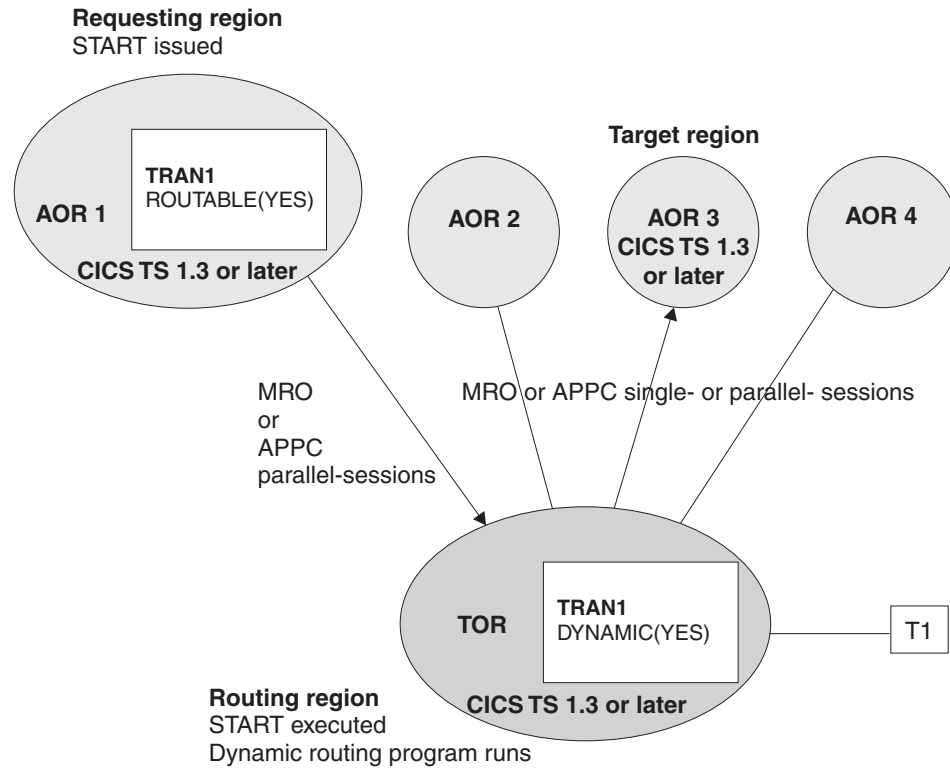 Requesting region
START issued
TRAN1
ROUTABLE(YES)
AOR 1
CICS TS 1.3 or later
Target region
AOR 2
AOR 3
CICS TS 1.3
or later
AOR 4
MRO
or
APPC
parallel-sessions
MRO or APPC single- or parallel- sessions
TOR
TRAN1
DYNAMIC(YES)
T1
CICS TS 1.3 or later
Routing region
START executed
Dynamic routing program runs